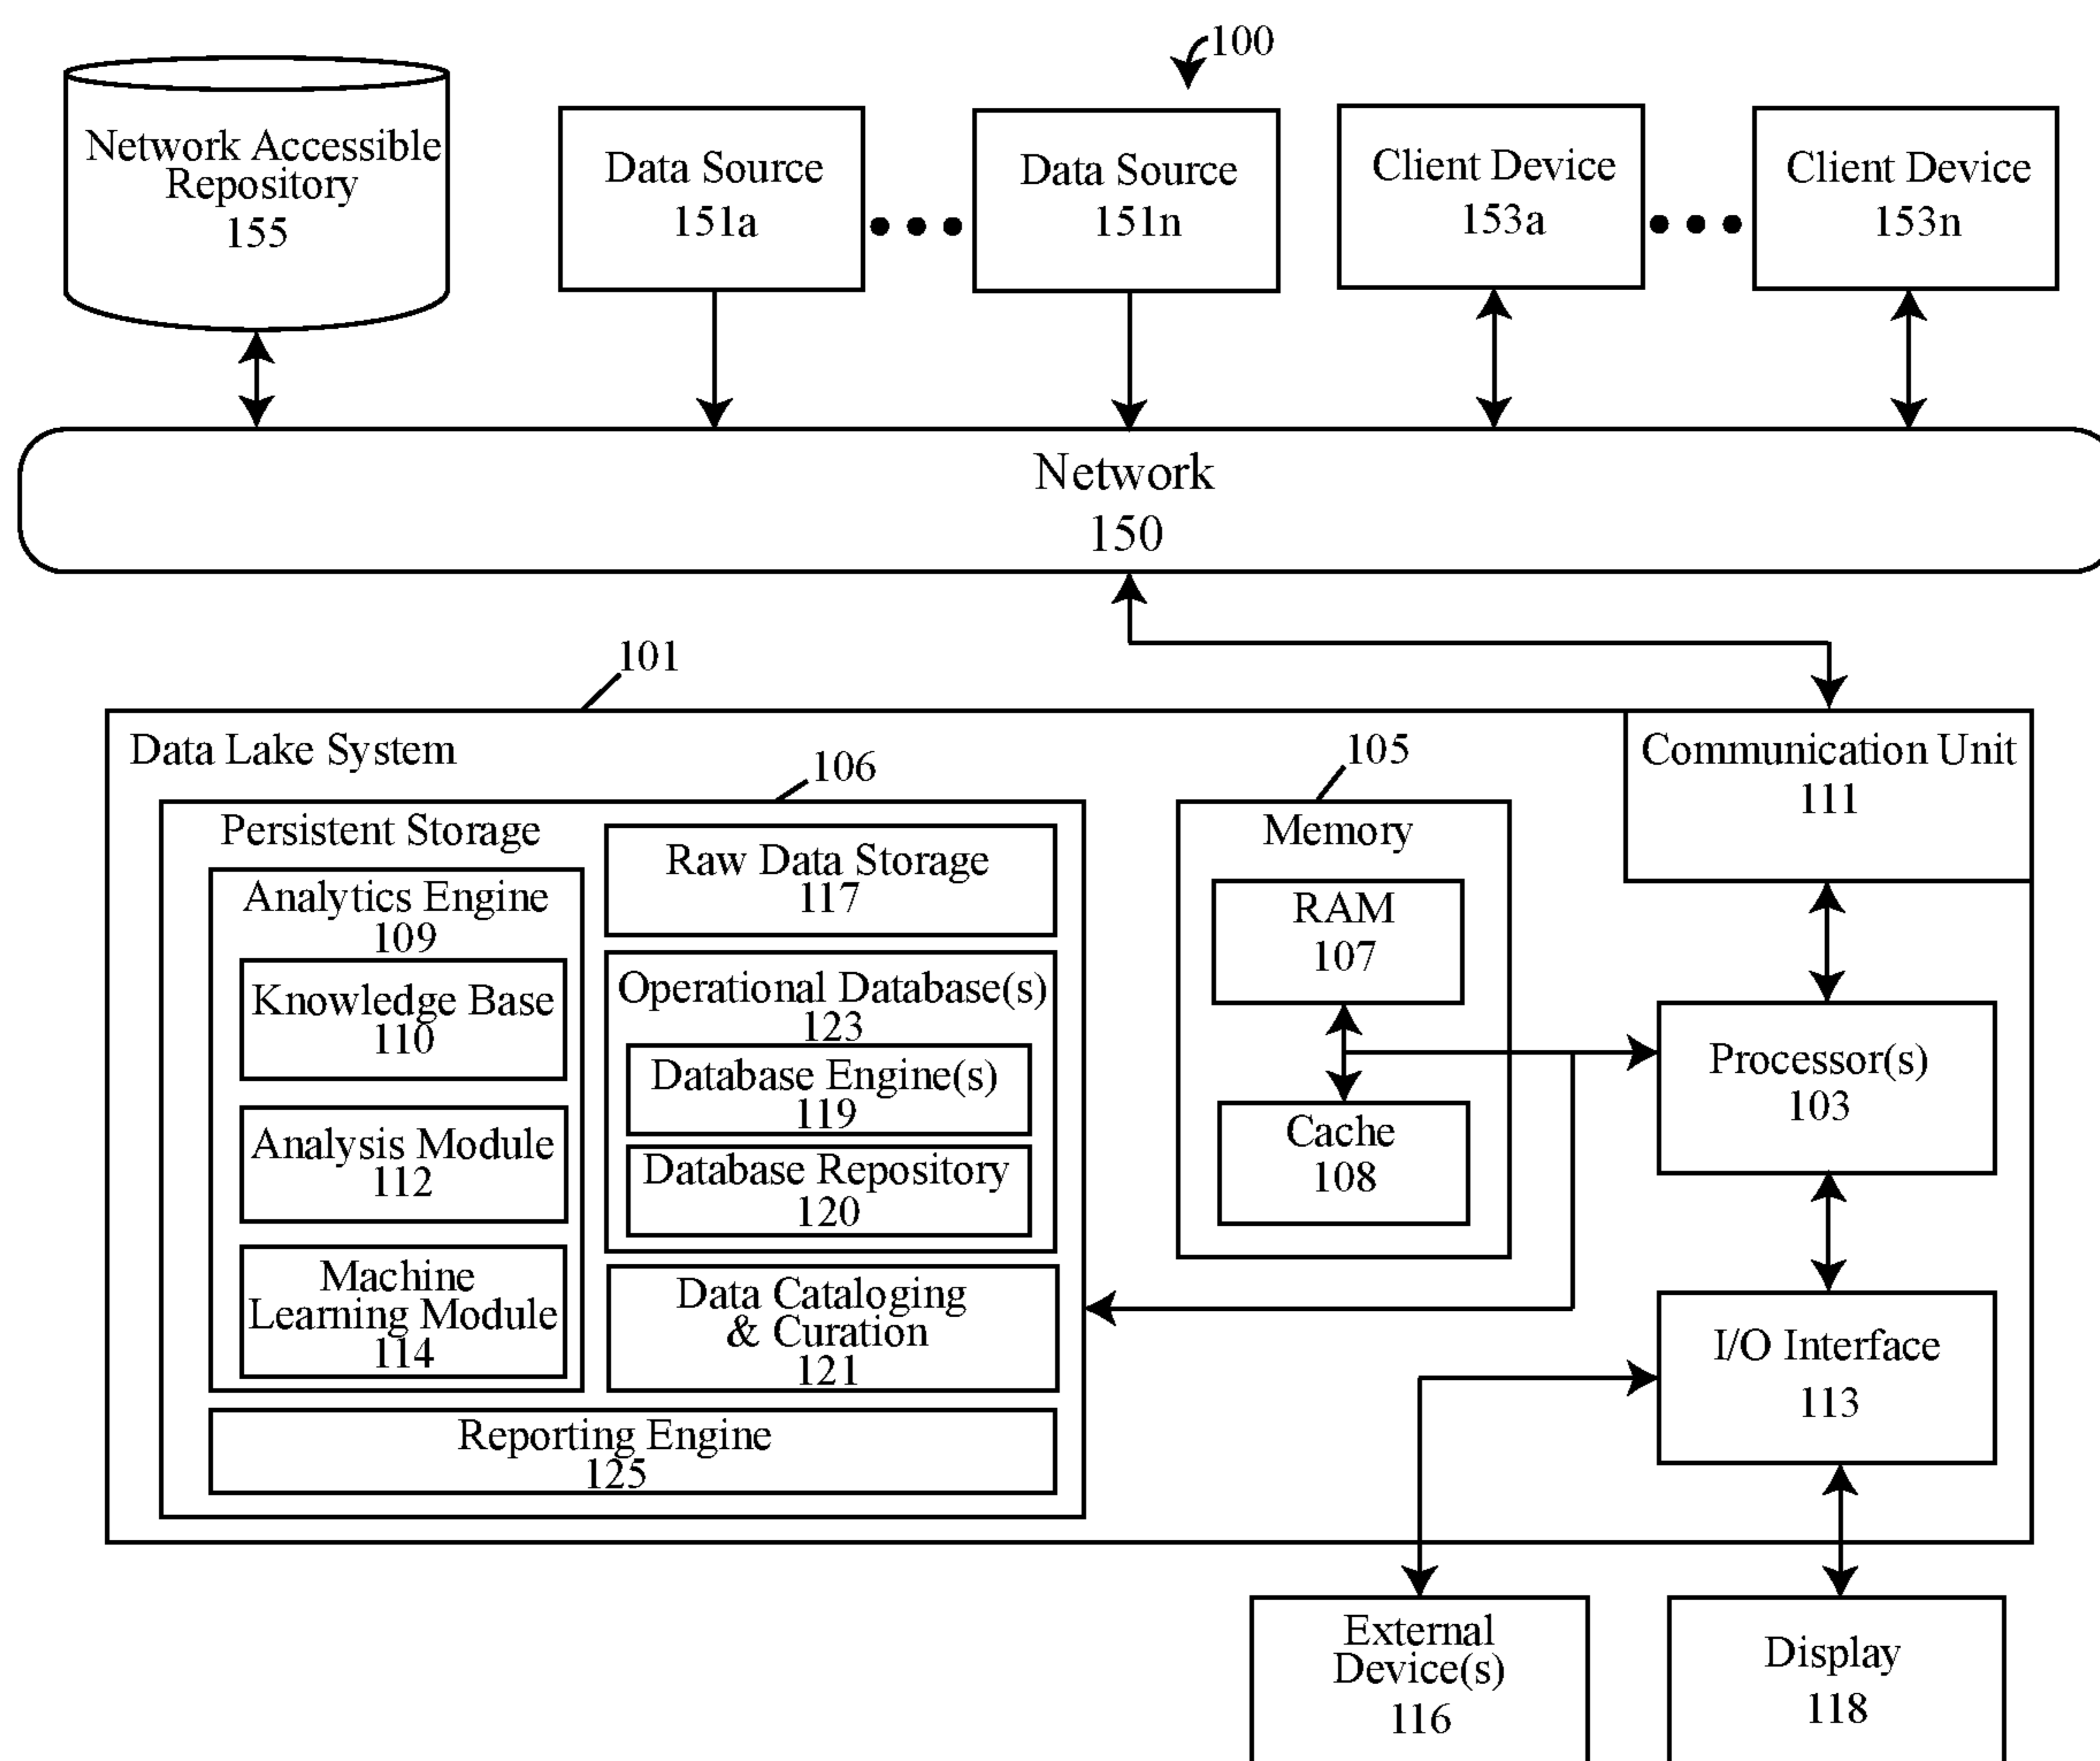 100
Network Accessible
Repository
155
Data Source
151a
Data Source
151n
Client Device
153a
Client Device
153n
Network
150
101
Data Lake System
106
Persistent Storage
Analytics Engine
109
Knowledge Base
110
Analysis Module
112
Machine
Learning Module
114
Raw Data Storage
117
Operational Database(s)
123
Database Engine(s)
119
Database Repository
120
Data Cataloging
& Curation
121
Reporting Engine
125
105
Memory
RAM
107
Cache
108
Communication Unit
111
Processor(s)
103
I/O Interface
113
External
Device(s)
116
Display
118